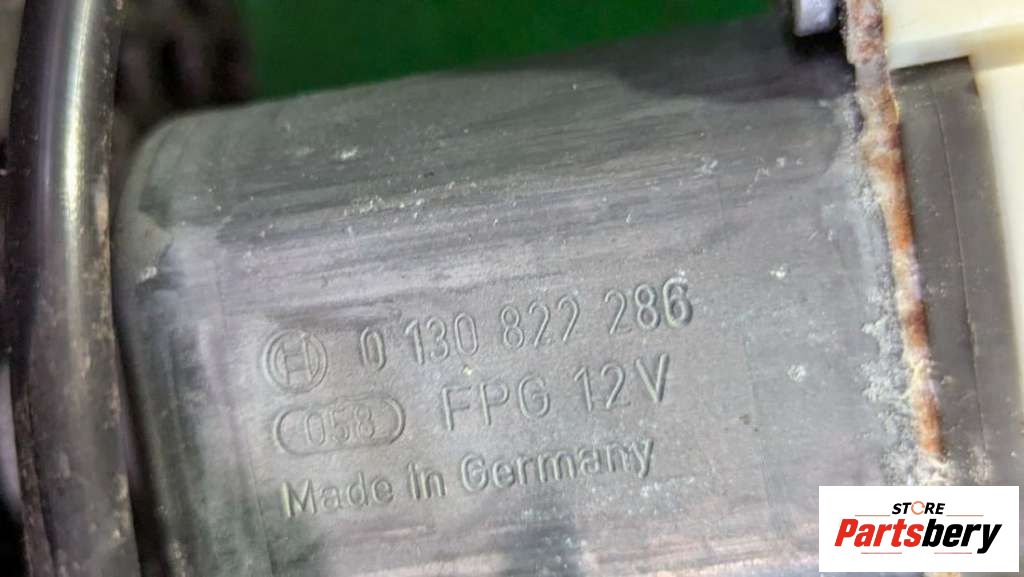 H 0 130 822 286
058 FPG 12V
Made in Germany
STORE
Partsbery